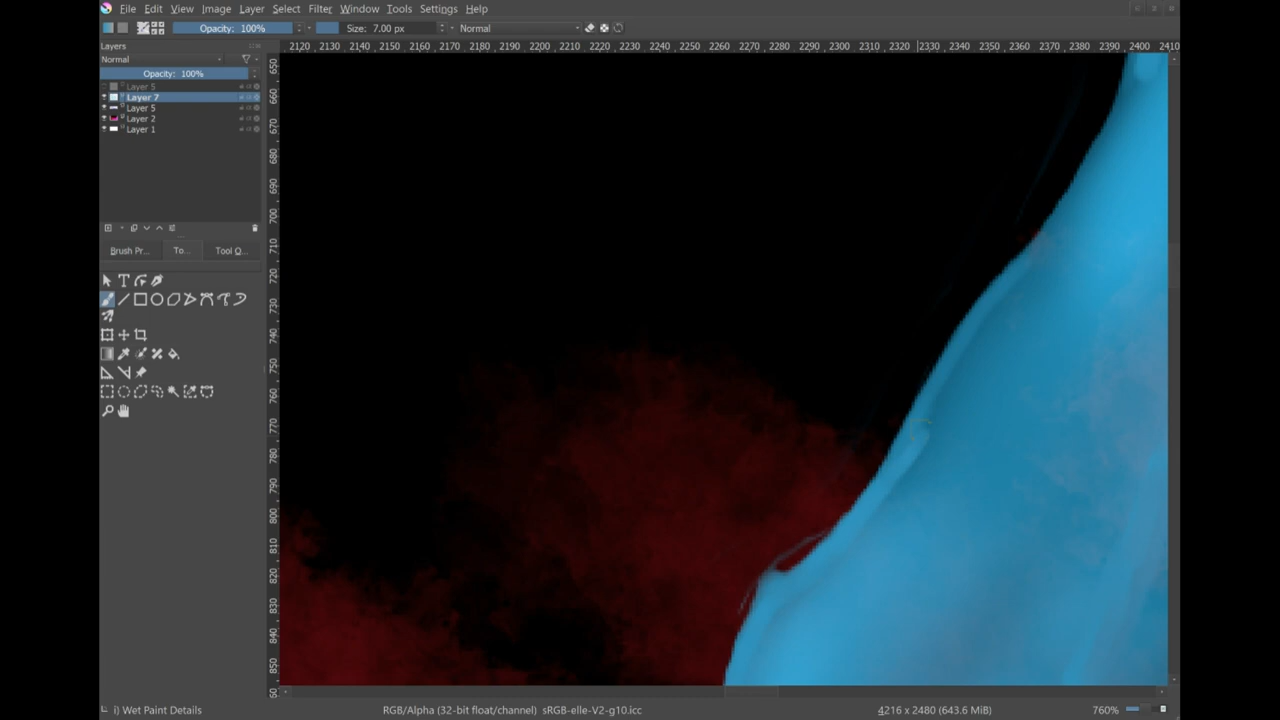 File Edit View Image Layer Select Filter Window Tools Settings Help
Opacity: 100% Size: 7.00 px Normal
Layers
2120 2130 2140 2150 2160 2170 2180 2190 2200 2210 2220 2230 2240 2250 2260 2270 2280 2290 2300 2310 2320 2330 2340 2350 2360 2370 2380 2390 2400 2410
Normal
Opacity: 100%
Layer 5
Layer 7
Layer 5
Layer 2
Layer 1
Brush Pr... To... Tool O...
650
660
670
680
690
700
710
720
730
740
750
760
770
780
790
800
810
820
830
840
850
60
i) Wet Paint Details RGB/Alpha (32-bit float/channel) sRGB-elle-V2-g10.icc 4216 x 2480 (643.6 MiB) 760%